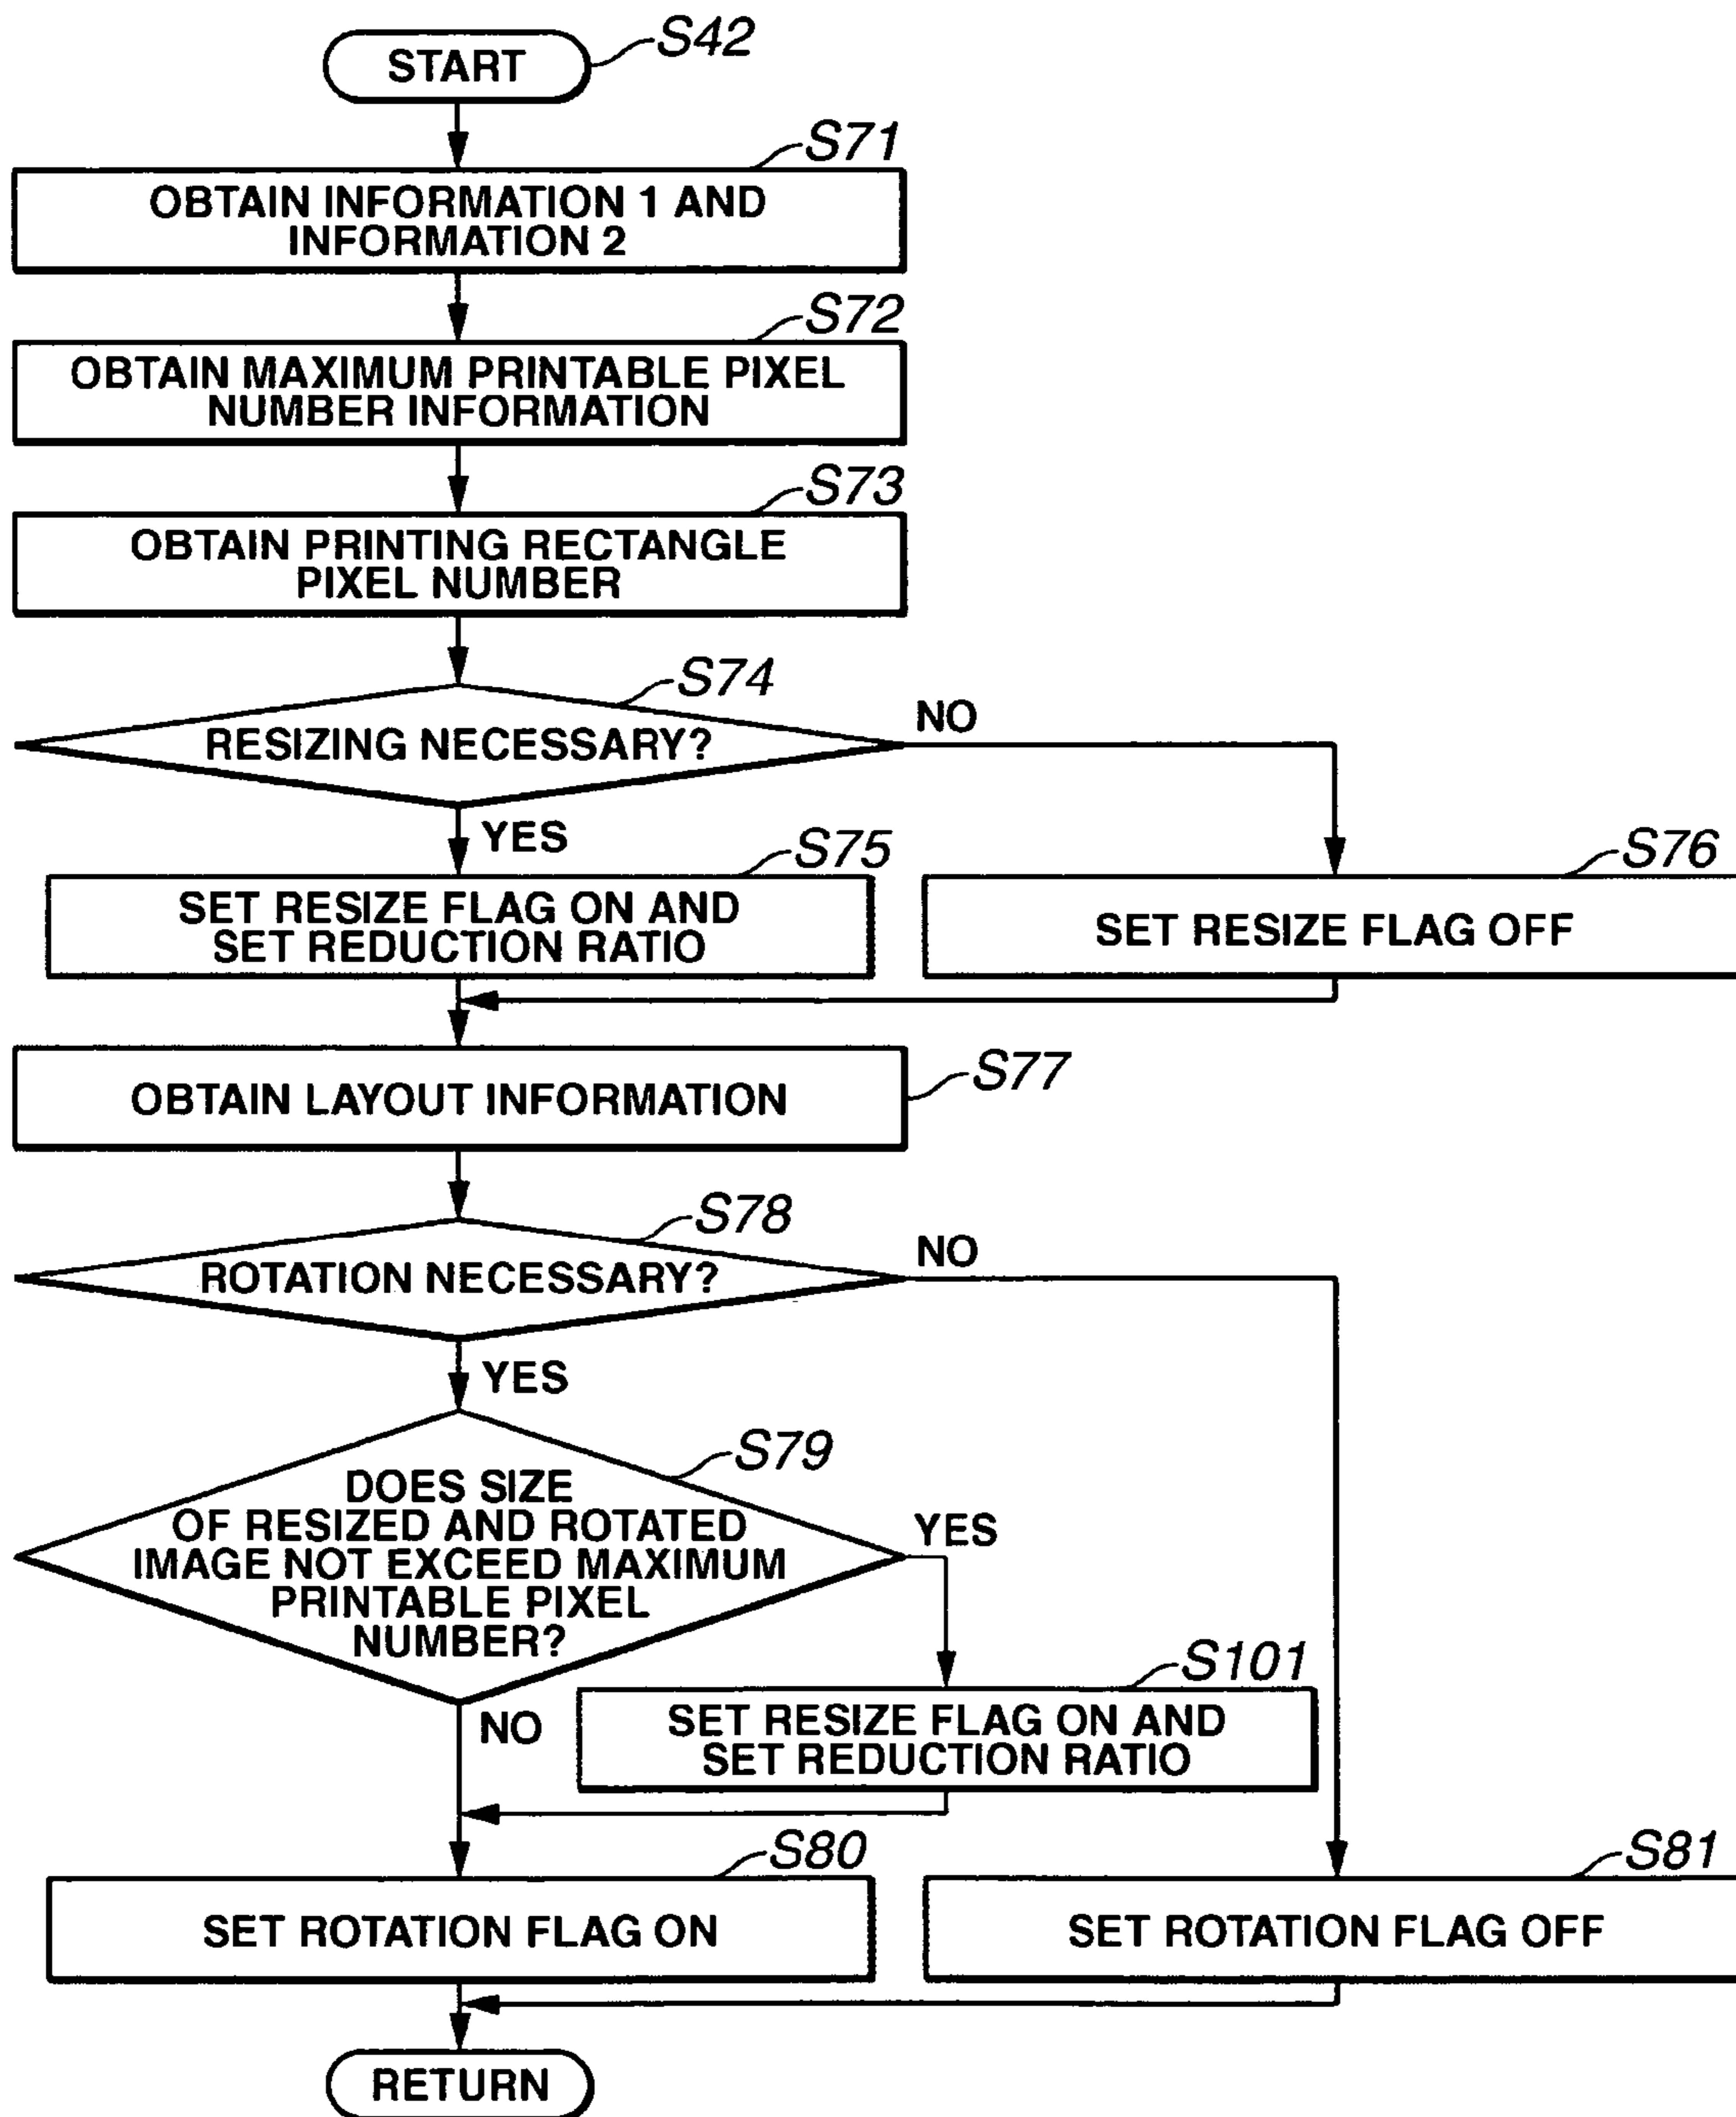 START
S42
S71
OBTAIN INFORMATION 1 AND
INFORMATION 2
S72
OBTAIN MAXIMUM PRINTABLE PIXEL
NUMBER INFORMATION
S73
OBTAIN PRINTING RECTANGLE
PIXEL NUMBER
S74
RESIZING NECESSARY?
NO
YES
S75
SET RESIZE FLAG ON AND
SET REDUCTION RATIO
S76
SET RESIZE FLAG OFF
S77
OBTAIN LAYOUT INFORMATION
S78
ROTATION NECESSARY?
NO
YES
S79
DOES SIZE
OF RESIZED AND ROTATED
IMAGE NOT EXCEED MAXIMUM
PRINTABLE PIXEL
NUMBER?
YES
NO
S101
SET RESIZE FLAG ON AND
SET REDUCTION RATIO
S80
SET ROTATION FLAG ON
S81
SET ROTATION FLAG OFF
RETURN